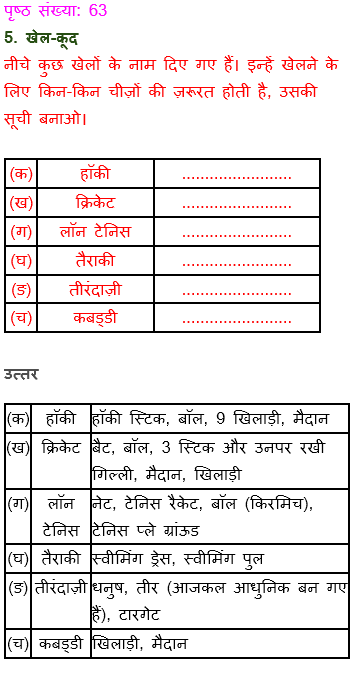 पृष्ठ संख्या: 63
5. खेल-कूद
नीचे कुछ खेलों के नाम दिए गए हैं। इन्हें खेलने के
लिए किन-किन चीज़ों की ज़रूरत होती है, उसकी
सूची बनाओ।
(क) हॉकी ........................
(ख) क्रिकेट ........................
(ग) लॉन टेनिस ........................
(घ) तैराकी ........................
(ङ) तीरंदाज़ी ........................
(च) कबड्डी ........................
उत्तर
(क) हॉकी हॉकी स्टिक, बॉल, 9 खिलाड़ी, मैदान
(ख) क्रिकेट बैट, बॉल, 3 स्टिक और उनपर रखी
गिल्ली, मैदान, खिलाड़ी
(ग) लॉन नेट, टेनिस रैकेट, बॉल (किरमिच),
टेनिस टेनिस प्ले ग्रांऊड
(घ) तैराकी स्वीमिंग ड्रेस, स्वीमिंग पुल
(ङ) तीरंदाज़ी धनुष, तीर (आजकल आधुनिक बन गए
हैं), टारगेट
(च) कबड्डी खिलाड़ी, मैदान